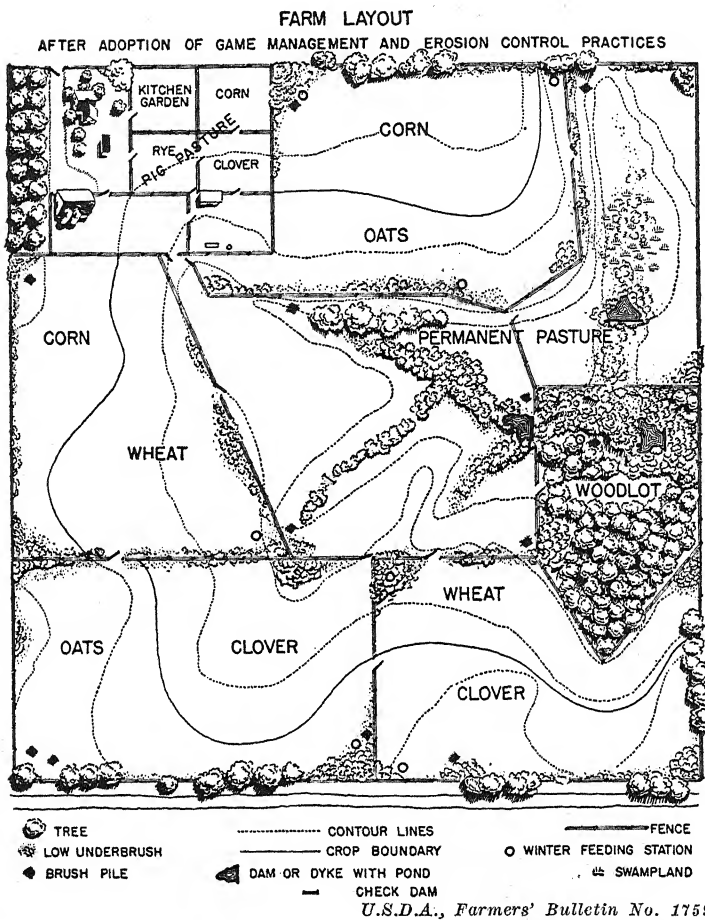 FARM LAYOUT
AFTER ADOPTION OF GAME MANAGEMENT AND EROSION CONTROL PRACTICES
KITCHEN GARDEN
CORN
CORN
RYE
PIG PASTURE
CLOVER
OATS
CORN
PERMANENT PASTURE
WHEAT
WOODLOT
WHEAT
OATS
CLOVER
CLOVER
TREE
CONTOUR LINES
FENCE
LOW UNDERBRUSH
CROP BOUNDARY
WINTER FEEDING STATION
BRUSH PILE
DAM OR DYKE WITH POND
SWAMPLAND
CHECK DAM
U.S.D.A., Farmers' Bulletin No. 175